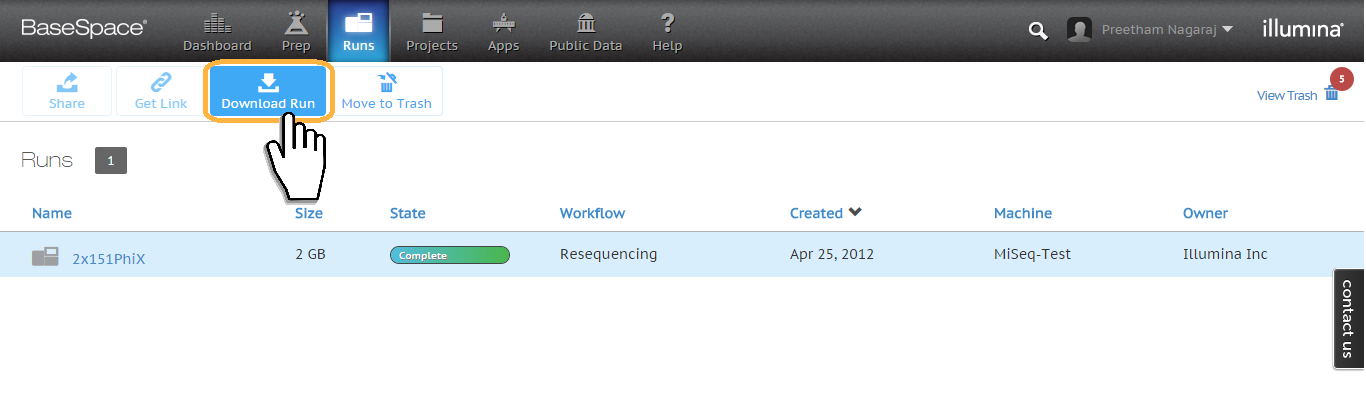 BaseSpace®
Dashboard Prep Runs Projects Apps Public Data Help
Preetham Nagaraj
illumina®
Share Get Link Download Run Move to Trash
View Trash 5
Runs 1
Name Size State Workflow Created Machine Owner
2x151PhiX 2 GB Complete Resequencing Apr 25, 2012 MiSeq-Test Illumina Inc
contact us